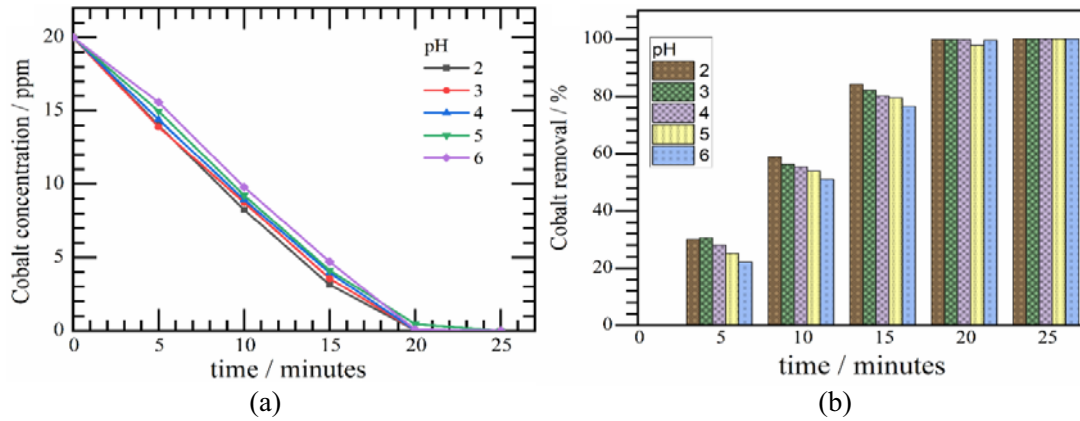 20
15
10
5
0
Cobalt concentration / ppm
pH
2
3
4
5
6
0 5 10 15 20 25
time / minutes
(a)
100
80
60
40
20
0
Cobalt removal / %
pH
2
3
4
5
6
0 5 10 15 20 25
time / minutes
(b)